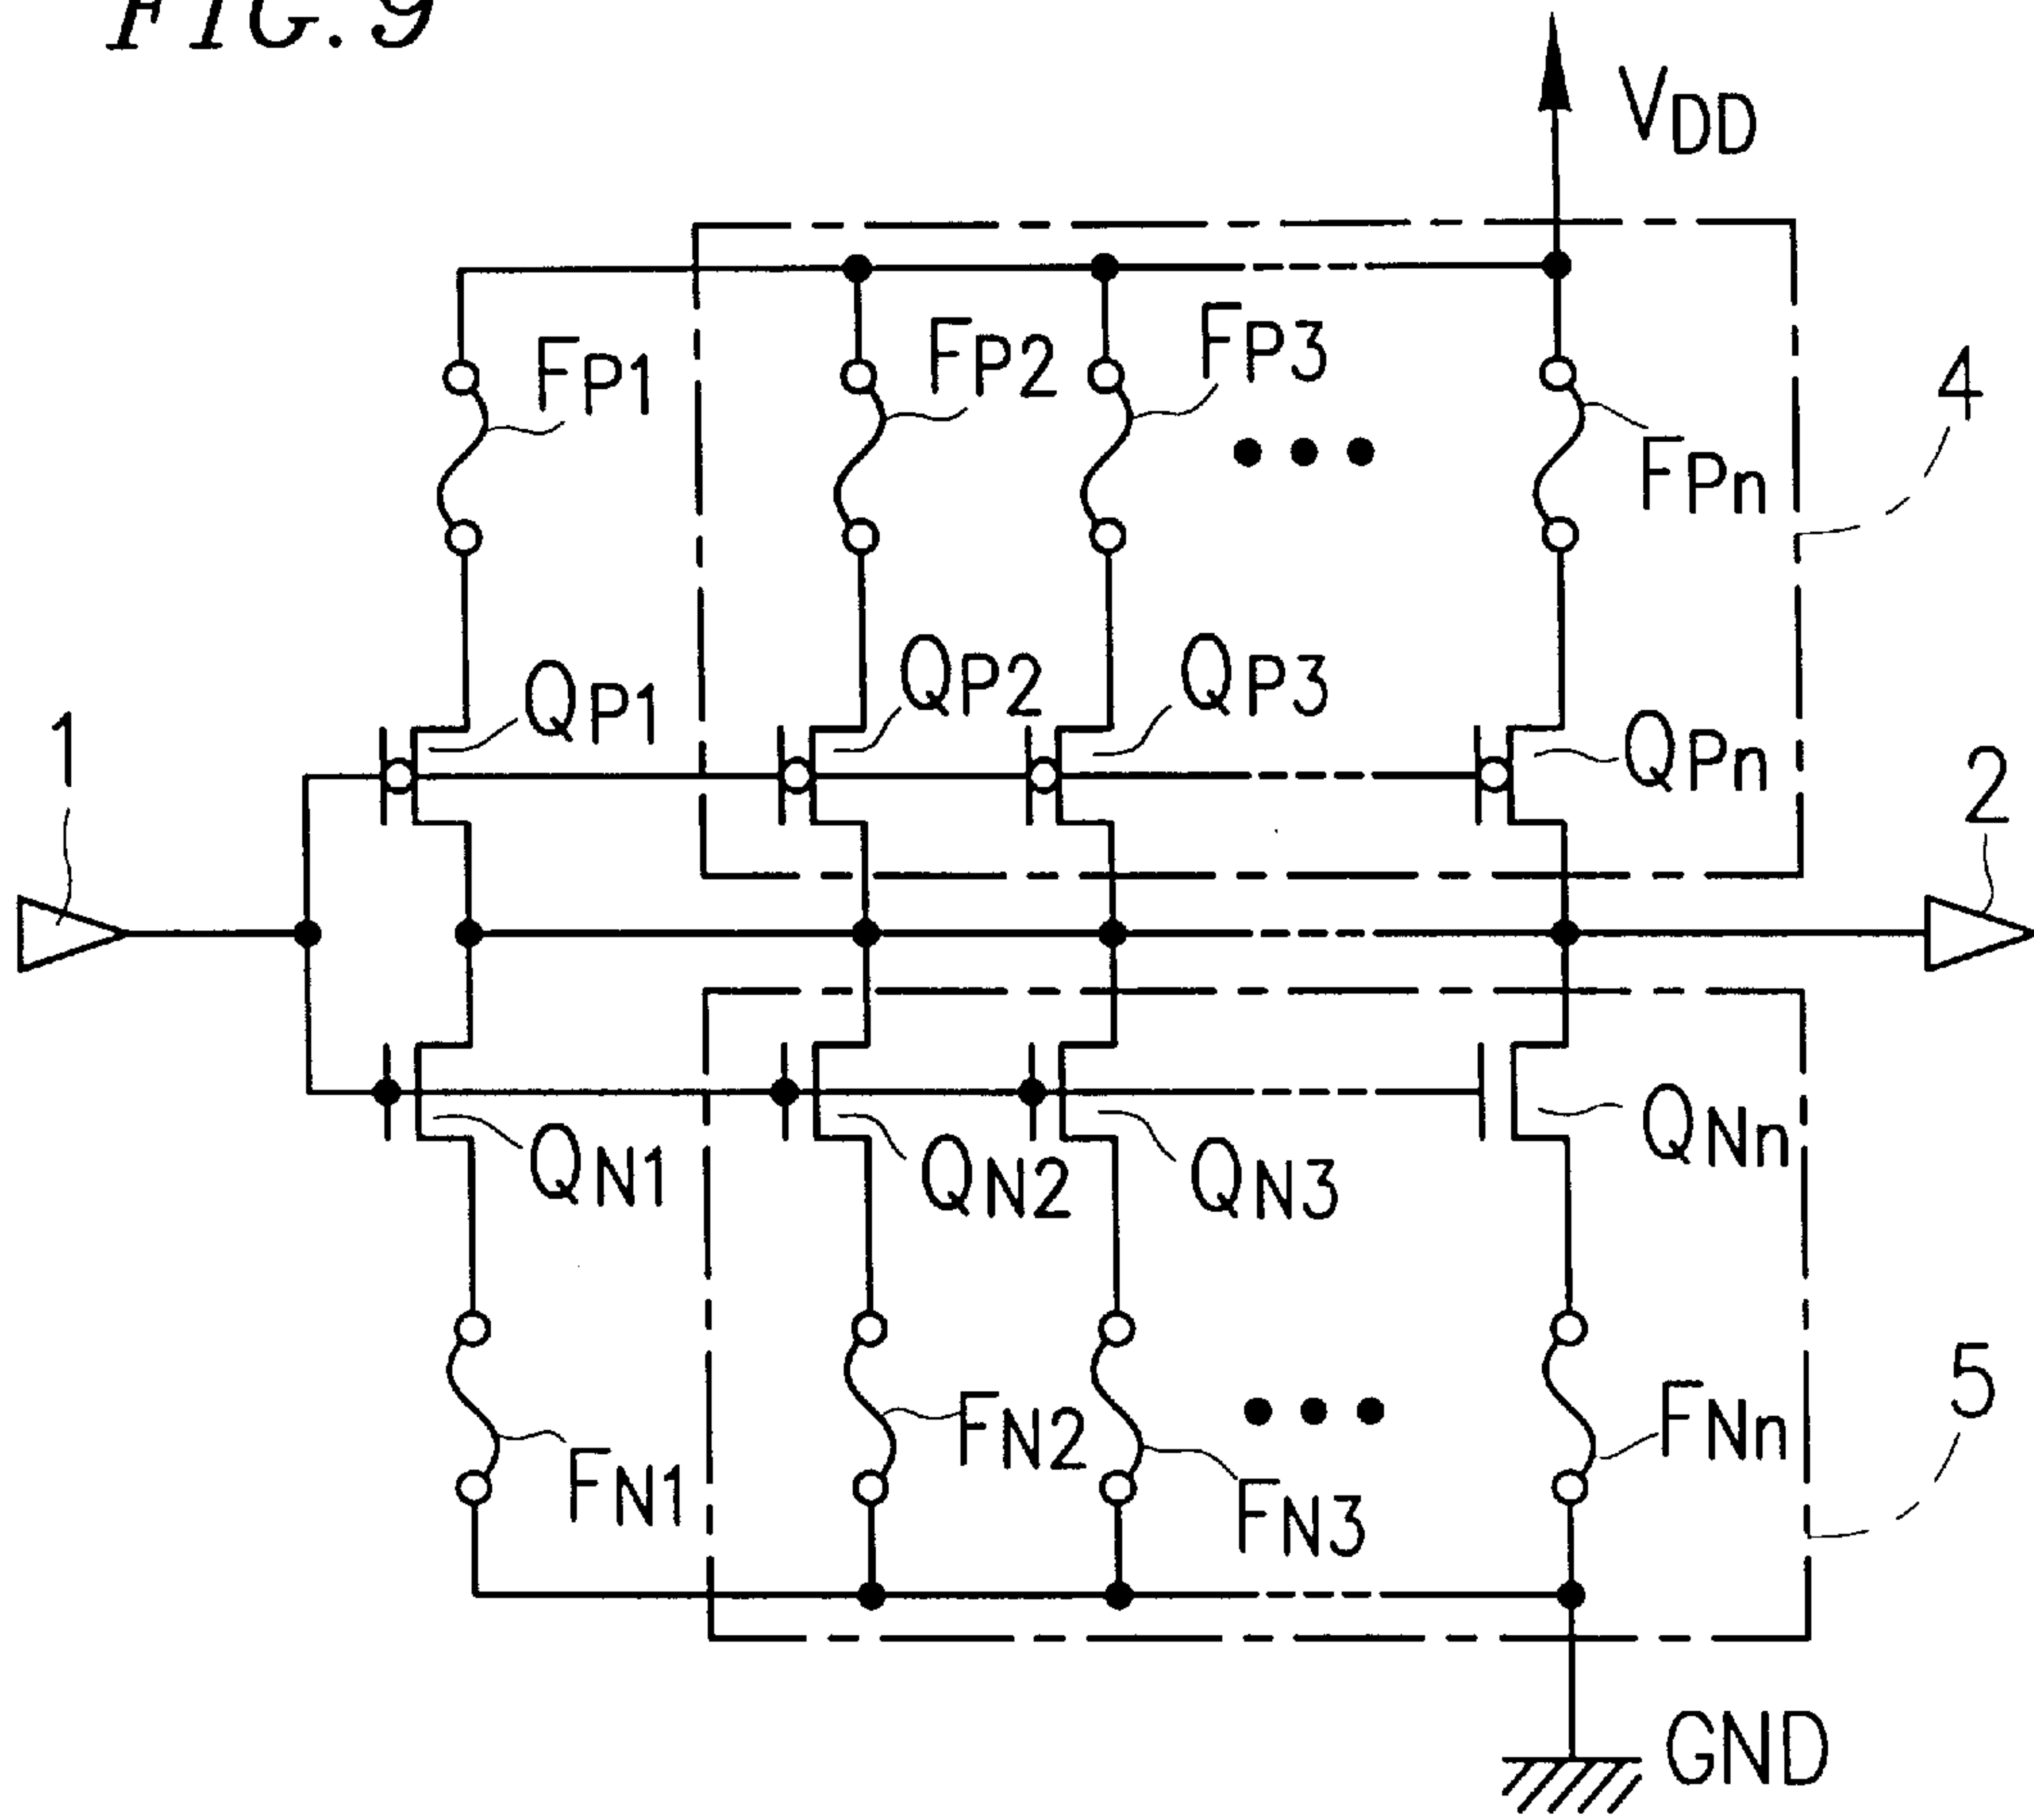 FIG. 9
VDD
FP1
FP2
FP3
FPn
4
QP1
QP2
QP3
QPn
1
2
QN1
QN2
QN3
QNn
FN1
FN2
FN3
FNn
5
GND